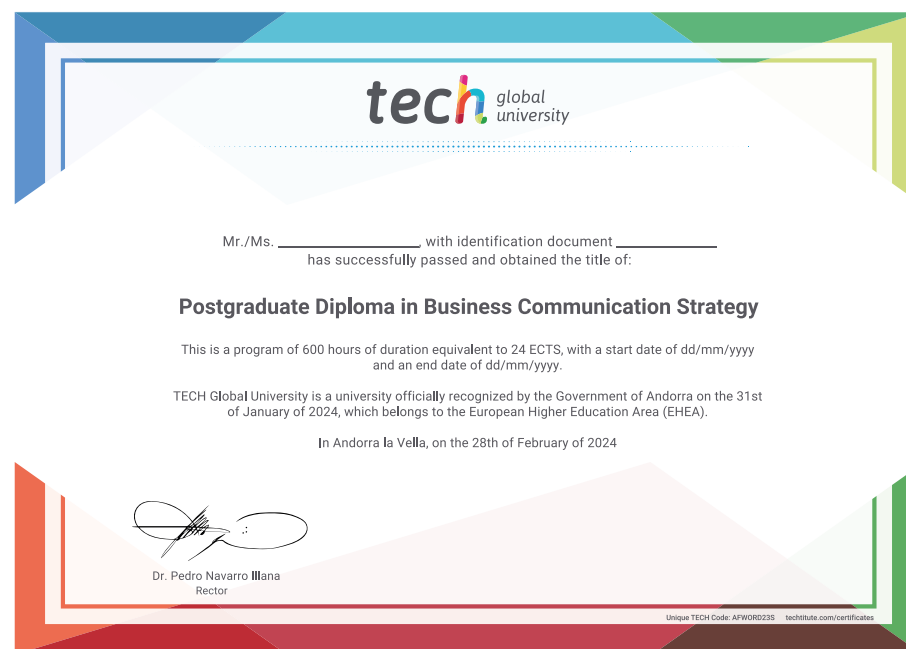 tech global
university
Mr./Ms. ____________, with identification document ____________
has successfully passed and obtained the title of:
Postgraduate Diploma in Business Communication Strategy
This is a program of 600 hours of duration equivalent to 24 ECTS, with a start date of dd/mm/yyyy
and an end date of dd/mm/yyyy.
TECH Global University is a university officially recognized by the Government of Andorra on the 31st
of January of 2024, which belongs to the European Higher Education Area (EHEA).
In Andorra la Vella, on the 28th of February of 2024
Dr. Pedro Navarro Illana
Rector
Unique TECH Code: AFWORD23S techtitute.com/certificates